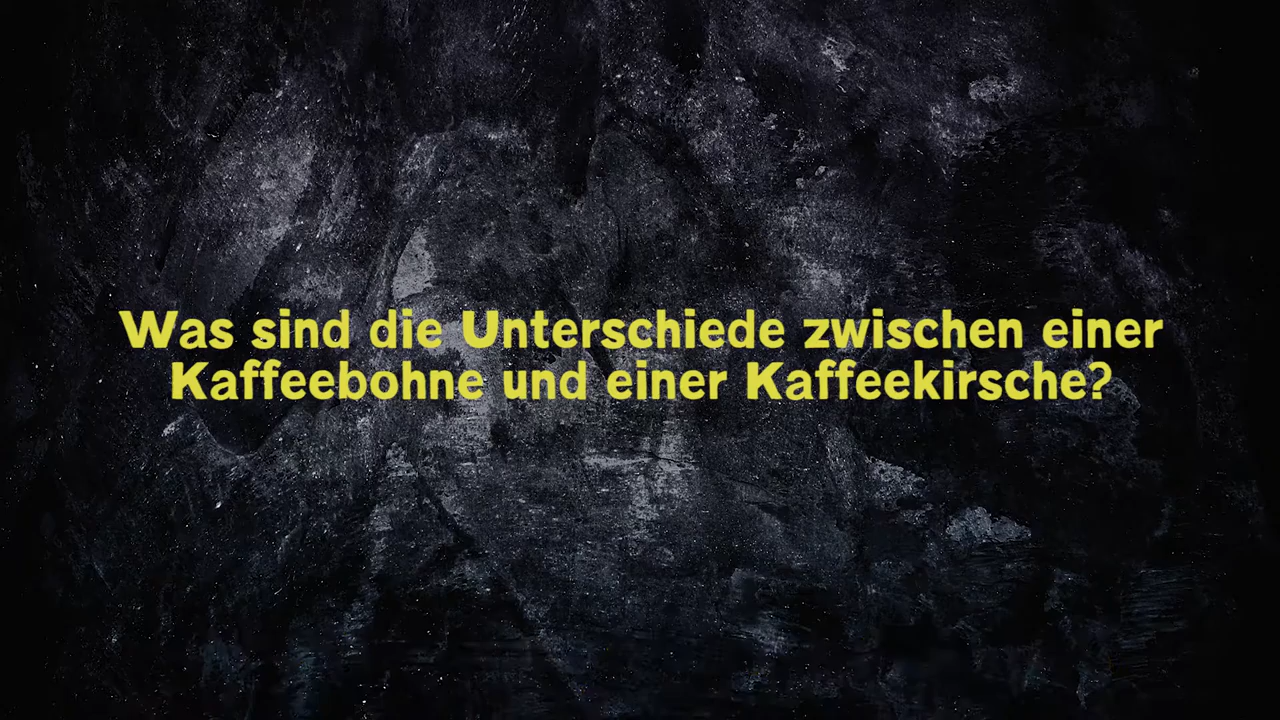 Was sind die Unterschiede zwischen einer
Kaffeebohne und einer Kaffeekirsche?